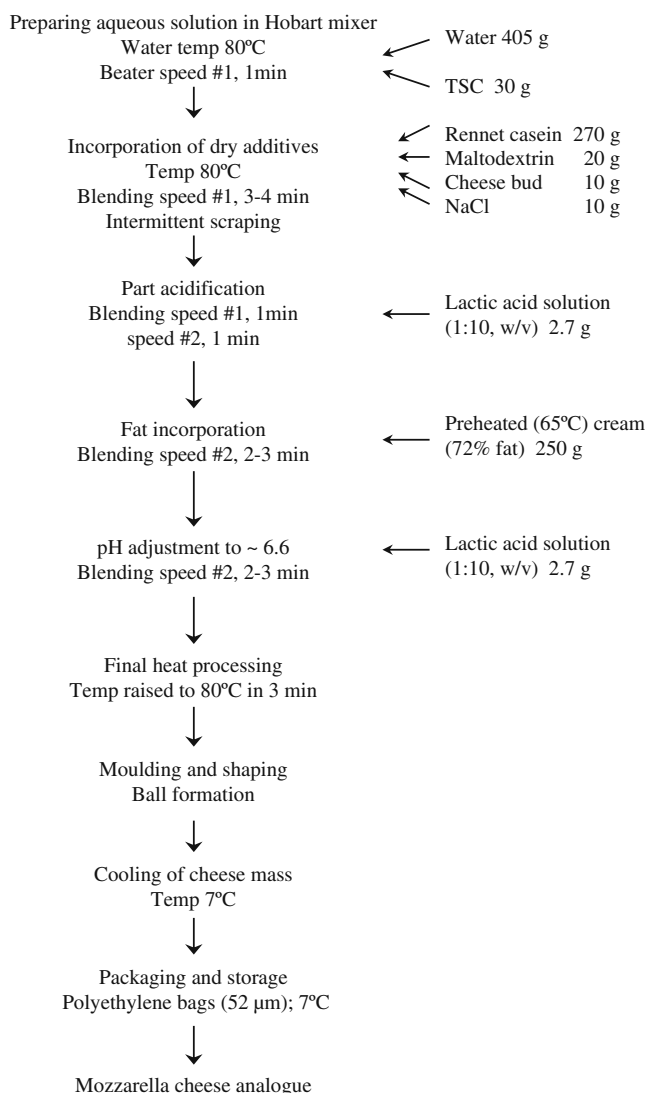 Preparing aqueous solution in Hobart mixer
Water temp 80ºC
Beater speed #1, 1min
Water 405 g
TSC 30 g
Incorporation of dry additives
Temp 80ºC
Blending speed #1, 3-4 min
Intermittent scraping
Rennet casein 270 g
Maltodextrin 20 g
Cheese bud 10 g
NaCl 10 g
Part acidification
Blending speed #1, 1min
speed #2, 1 min
Lactic acid solution
(1:10, w/v) 2.7 g
Fat incorporation
Blending speed #2, 2-3 min
Preheated (65ºC) cream
(72% fat) 250 g
pH adjustment to ~ 6.6
Blending speed #2, 2-3 min
Lactic acid solution
(1:10, w/v) 2.7 g
Final heat processing
Temp raised to 80ºC in 3 min
Moulding and shaping
Ball formation
Cooling of cheese mass
Temp 7ºC
Packaging and storage
Polyethylene bags (52 µm); 7ºC
Mozzarella cheese analogue